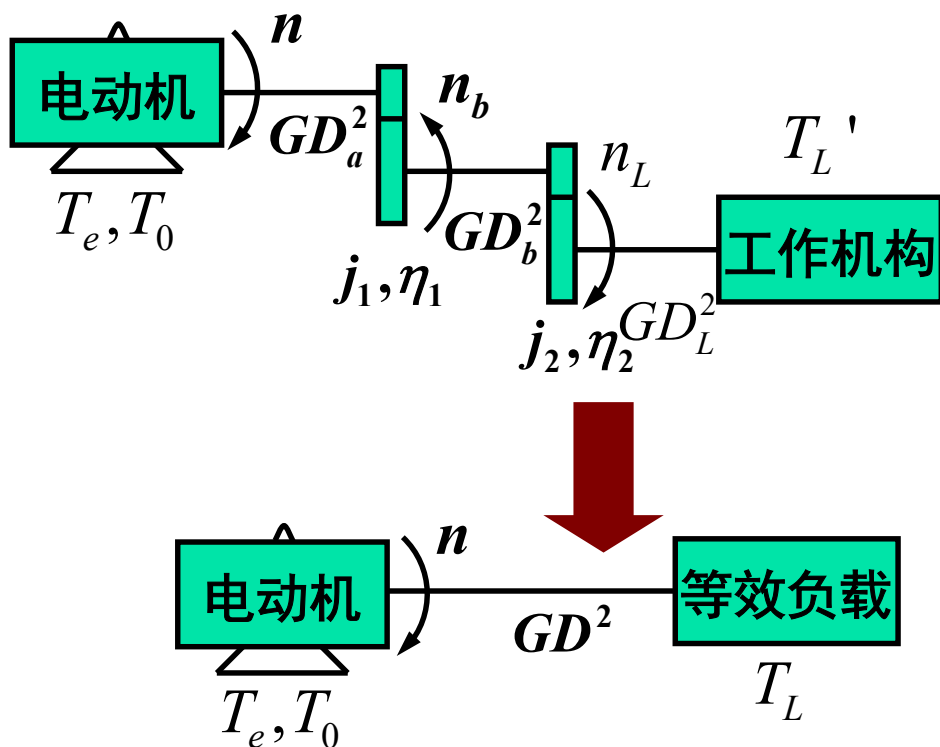 n
电动机
GD_a^2
n_b
T_e, T_0
j_1, η_1
GD_b^2
n_L
T_L'
工作机构
j_2, η_2
GD_L^2
n
电动机
GD^2
等效负载
T_e, T_0
T_L